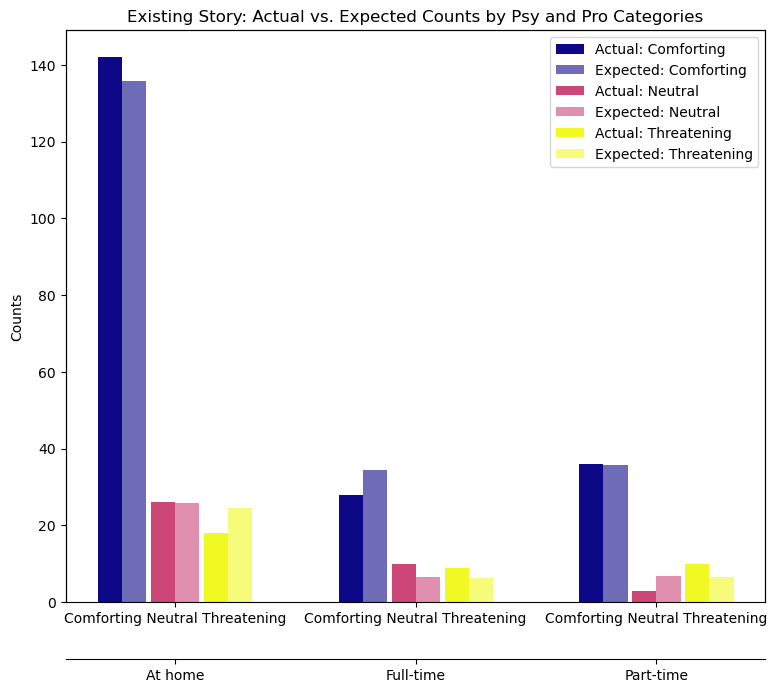 Existing Story: Actual vs. Expected Counts by Psy and Pro Categories
Actual: Comforting
Expected: Comforting
Actual: Neutral
Expected: Neutral
Actual: Threatening
Expected: Threatening
Counts
140
120
100
80
60
40
20
0
Comforting Neutral Threatening
Comforting Neutral Threatening
Comforting Neutral Threatening
At home
Full-time
Part-time